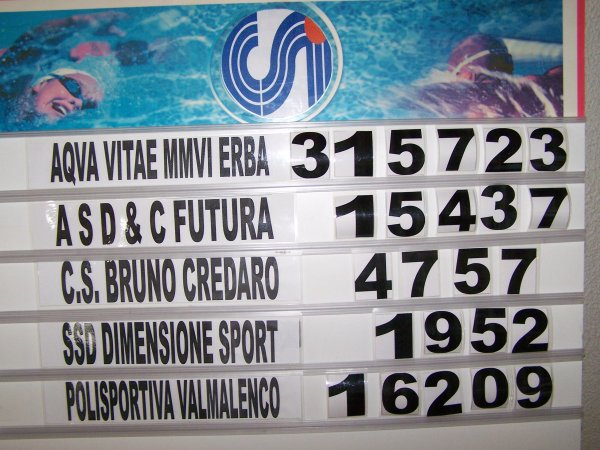 AQVA VITAE MMVI ERBA 315723
A S D & C FUTURA 15437
C.S. BRUNO CREDARO 4757
SSD DIMENSIONE SPORT 1952
POLISPORTIVA VALMALENCO 16209